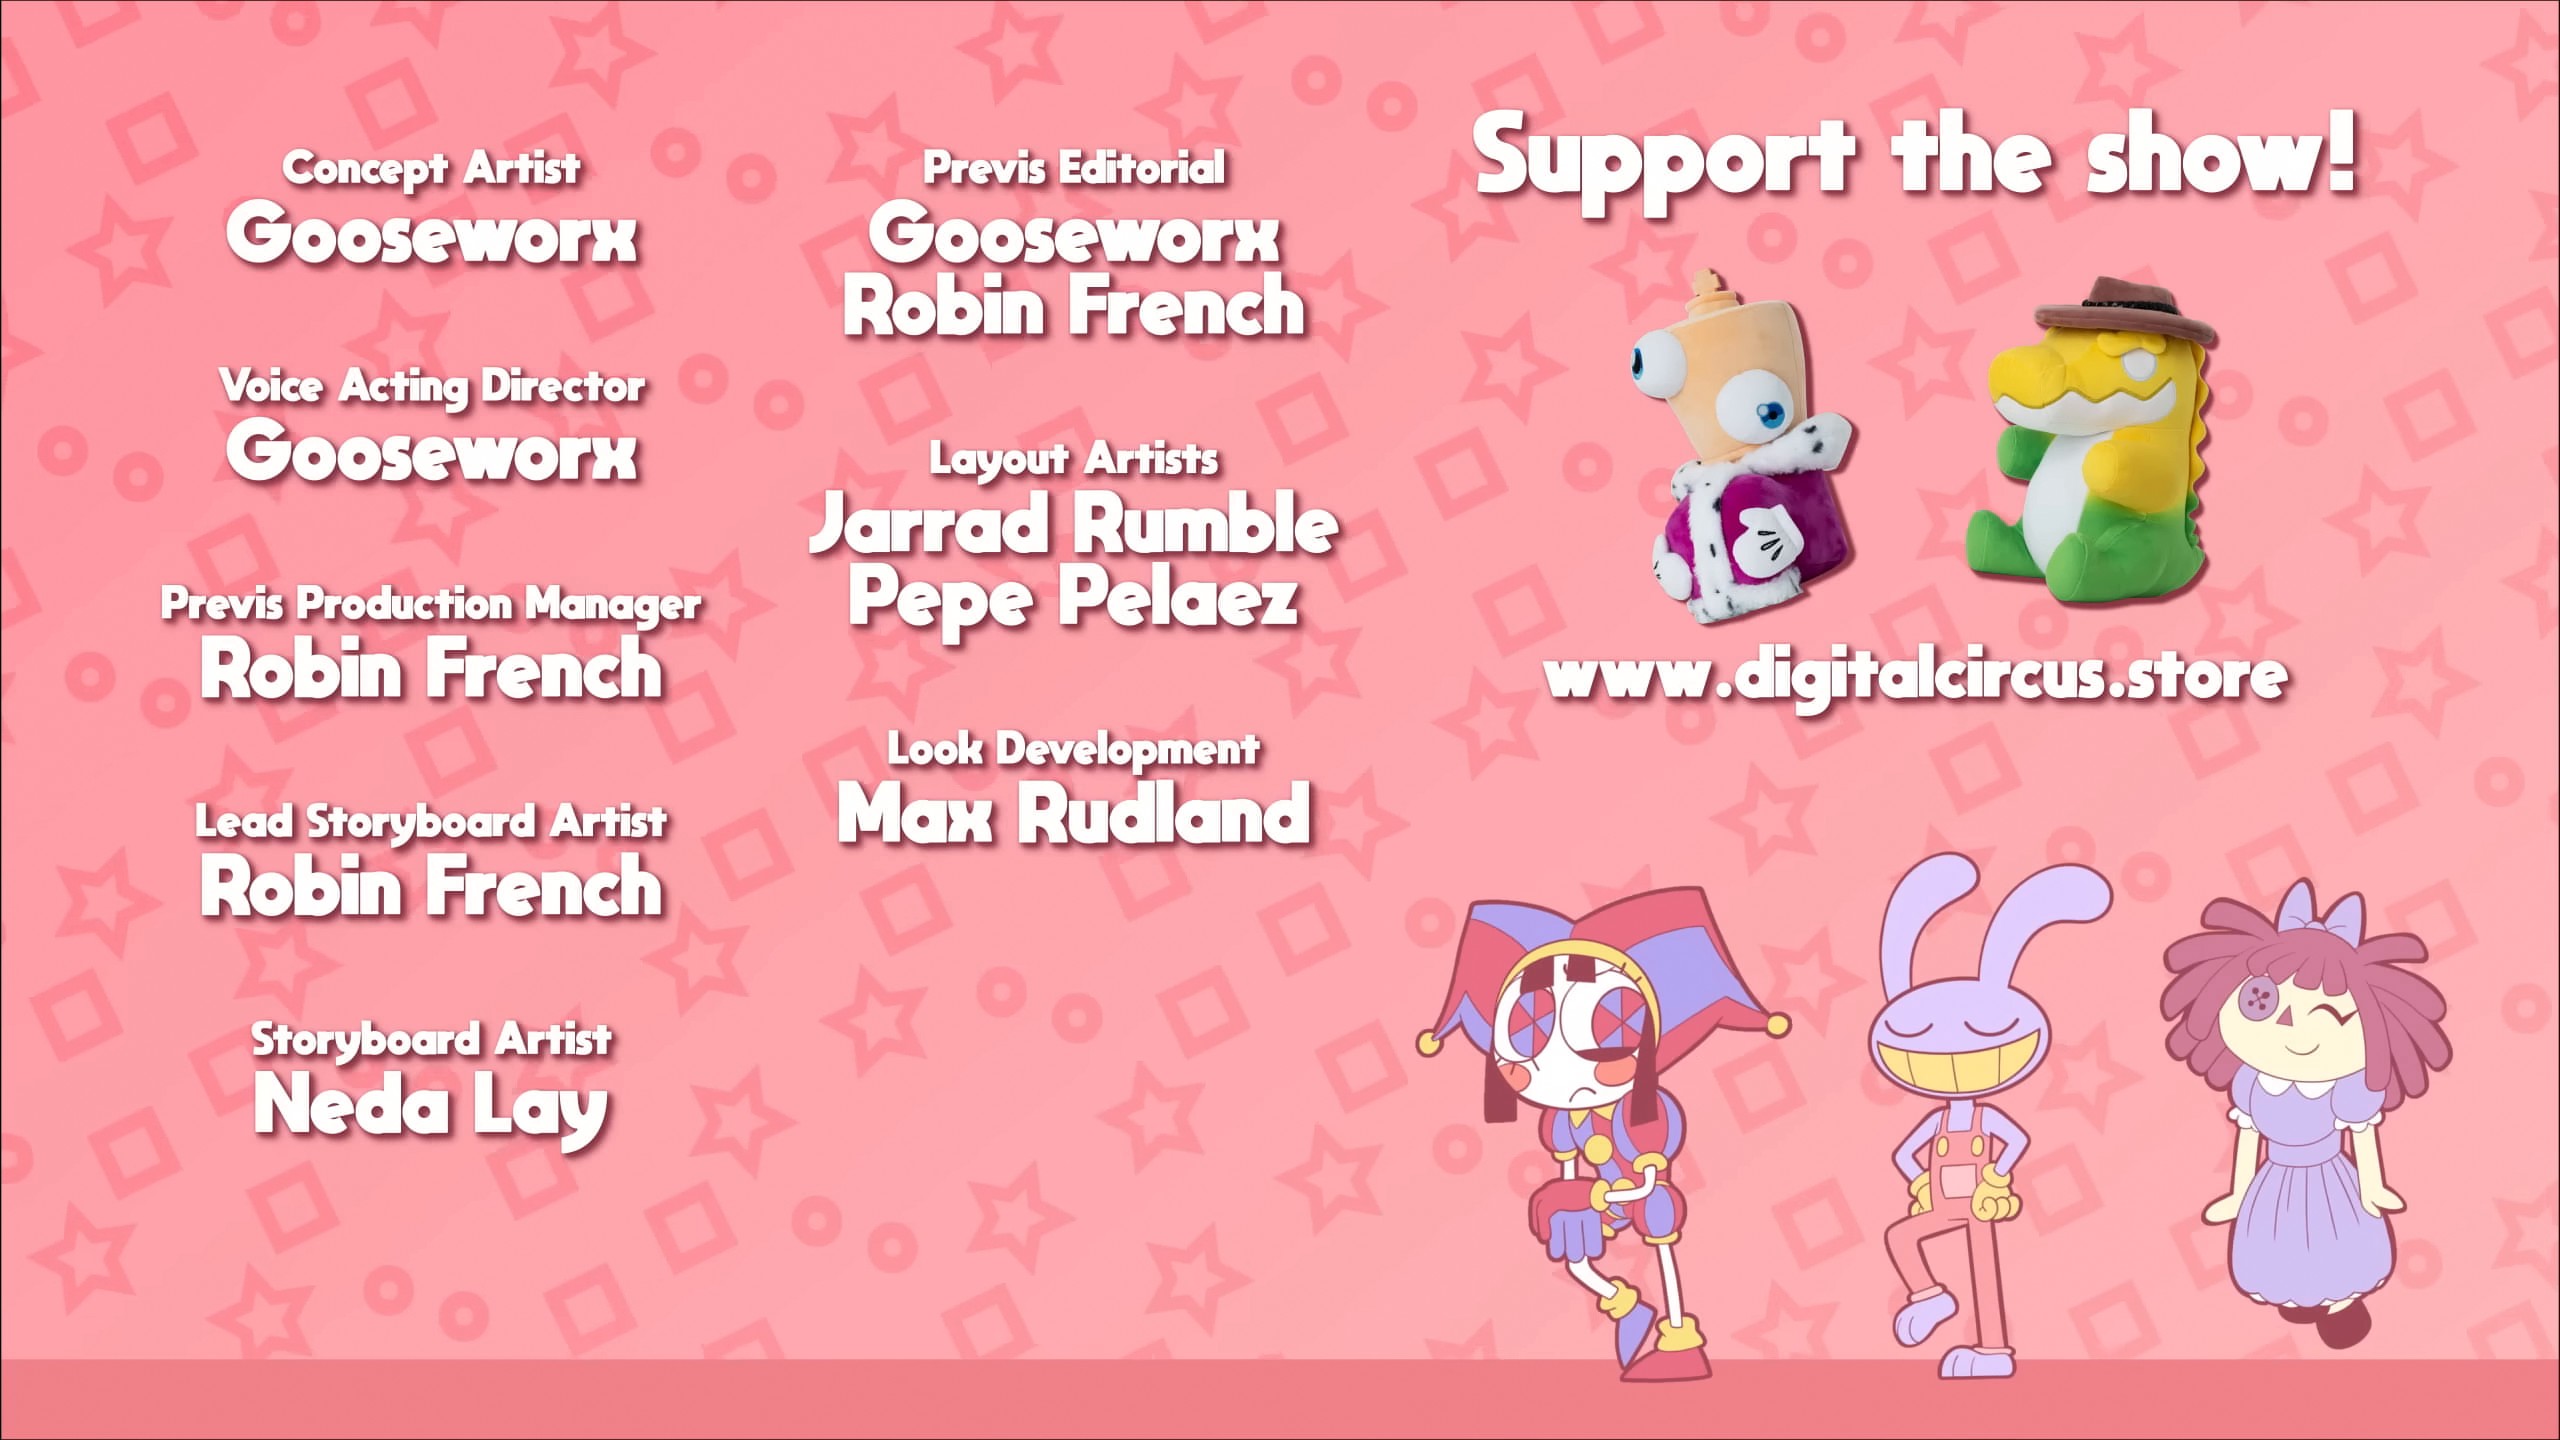 Concept Artist
Gooseworx
Voice Acting Director
Gooseworx
Previs Production Manager
Robin French
Lead Storyboard Artist
Robin French
Storyboard Artist
Neda Lay
Previs Editorial
Gooseworx
Robin French
Layout Artists
Jarrad Rumble
Pepe Pelaez
Look Development
Max Rudland
Support the show!
www.digitalcircus.store